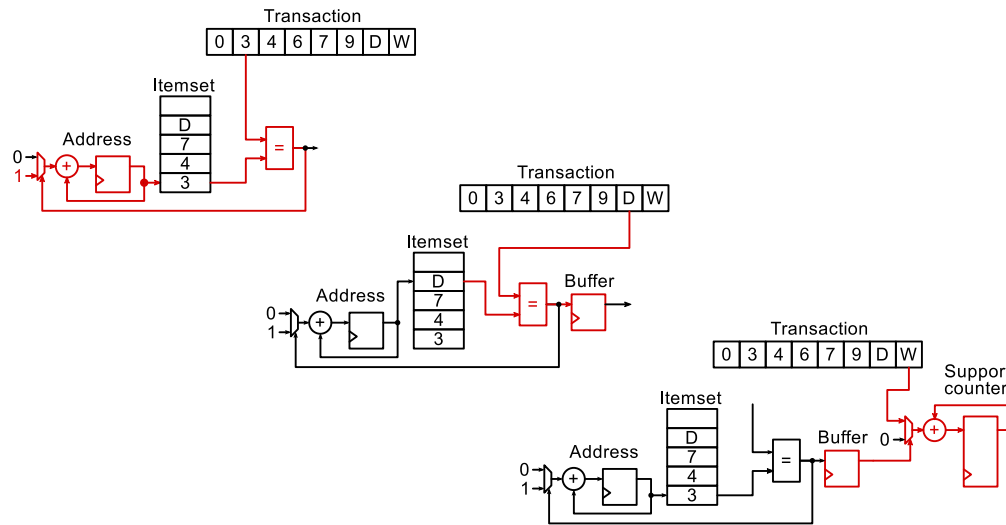 Transaction
0 3 4 6 7 9 D W
Itemset
D
7
4
3
Address
0
1
+
=
Transaction
0 3 4 6 7 9 D W
Itemset
D
7
4
3
Address
0
1
+
=
Buffer
Transaction
0 3 4 6 7 9 D W
Itemset
D
7
4
3
Address
0
1
+
=
Buffer
0
+
Suppor
counter